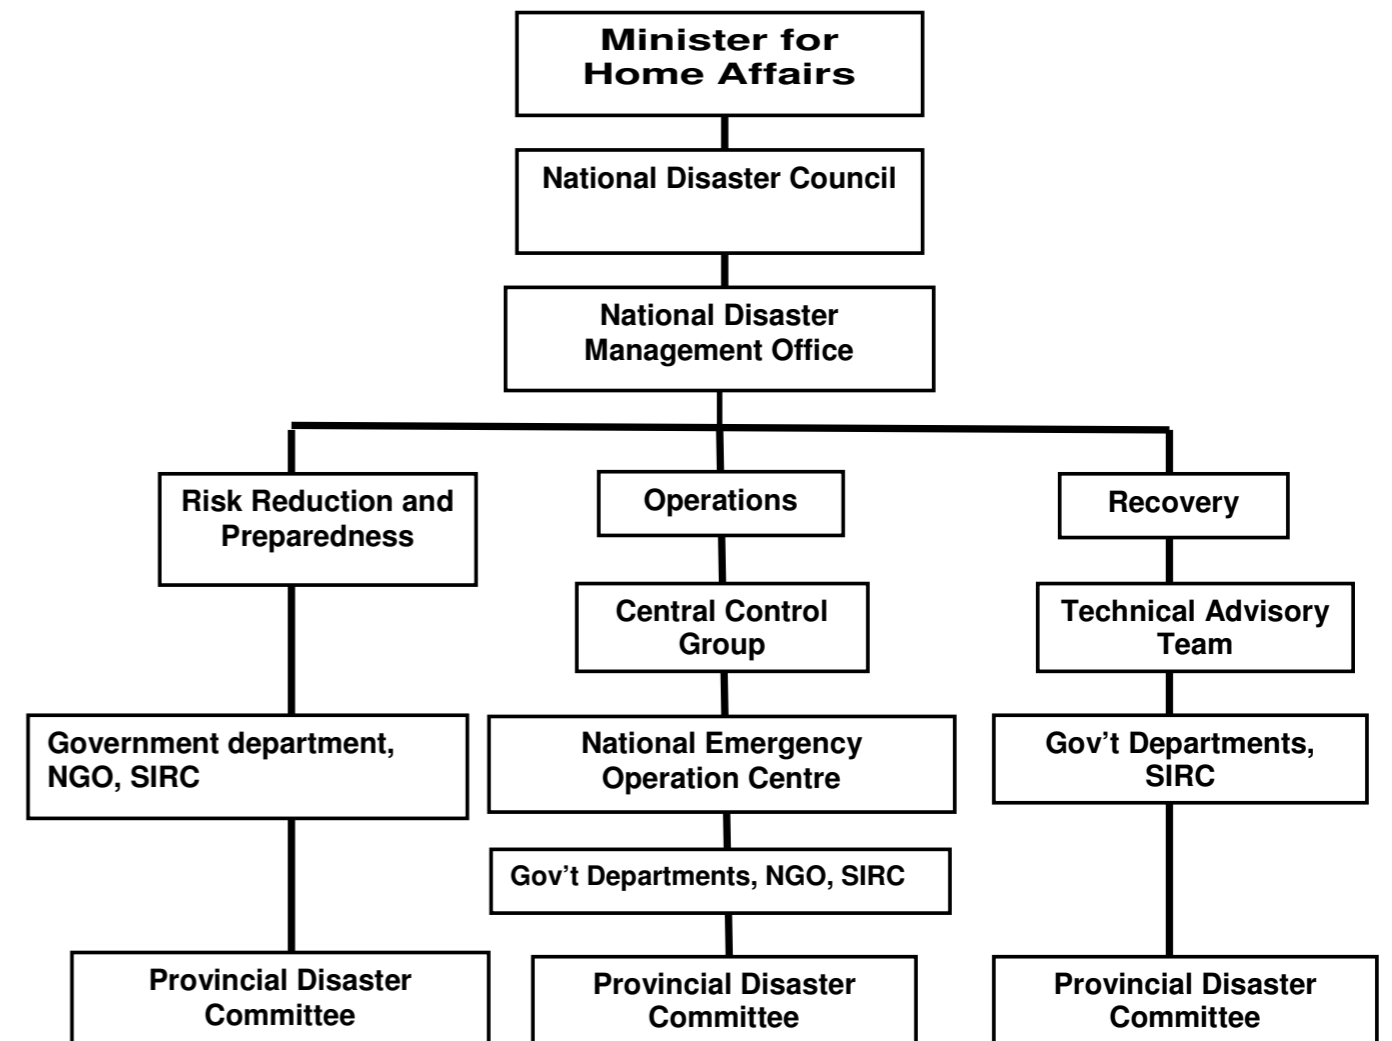 Minister for
Home Affairs
National Disaster Council
National Disaster
Management Office
Risk Reduction and
Preparedness
Operations
Recovery
Central Control
Group
Technical Advisory
Team
Government department,
NGO, SIRC
National Emergency
Operation Centre
Gov’t Departments,
SIRC
Gov’t Departments, NGO, SIRC
Provincial Disaster
Committee
Provincial Disaster
Committee
Provincial Disaster
Committee